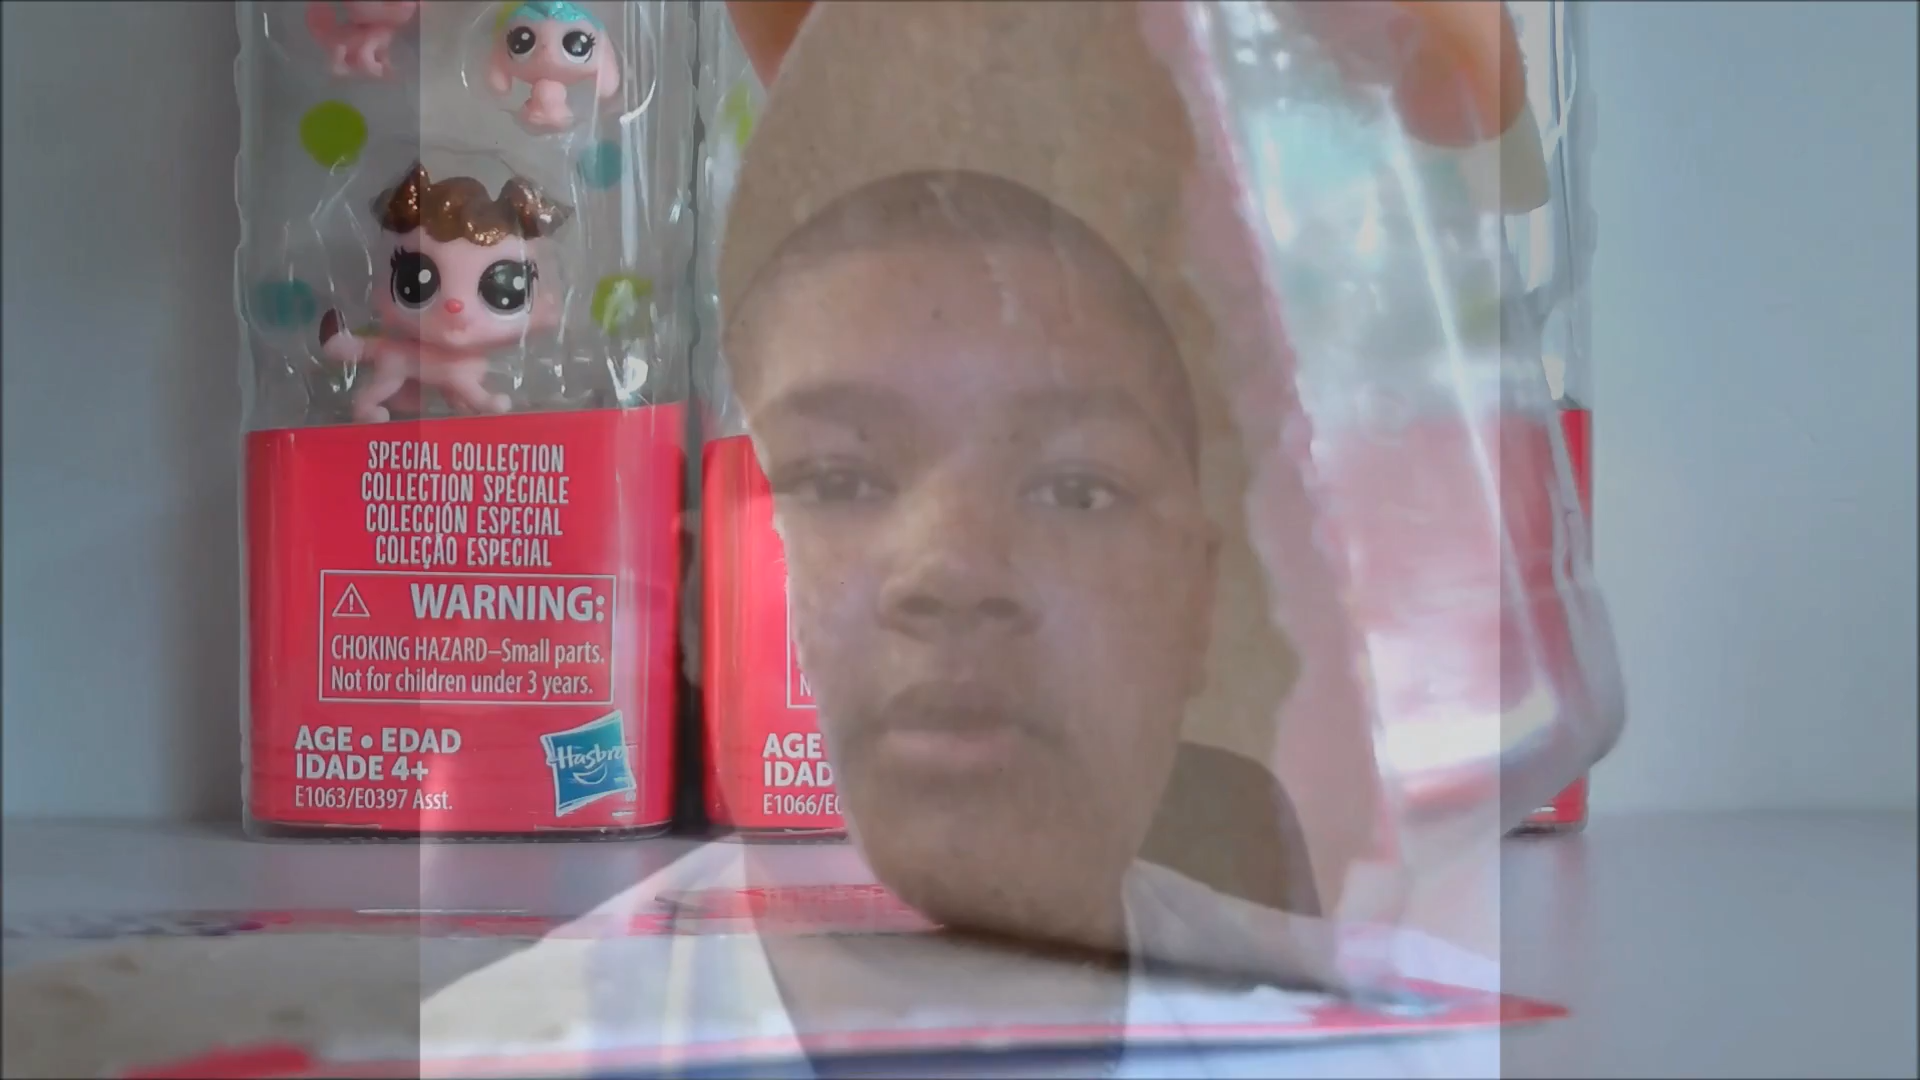 SPECIAL COLLECTION
COLLECTION SPÉCIALE
COLECCIÓN ESPECIAL
COLEÇÃO ESPECIAL
WARNING:
CHOKING HAZARD–Small parts.
Not for children under 3 years.
AGE • EDAD
IDADE 4+
E1063/E0397 Asst.
Hasbro
N
AGE
IDAD
E1066/E0